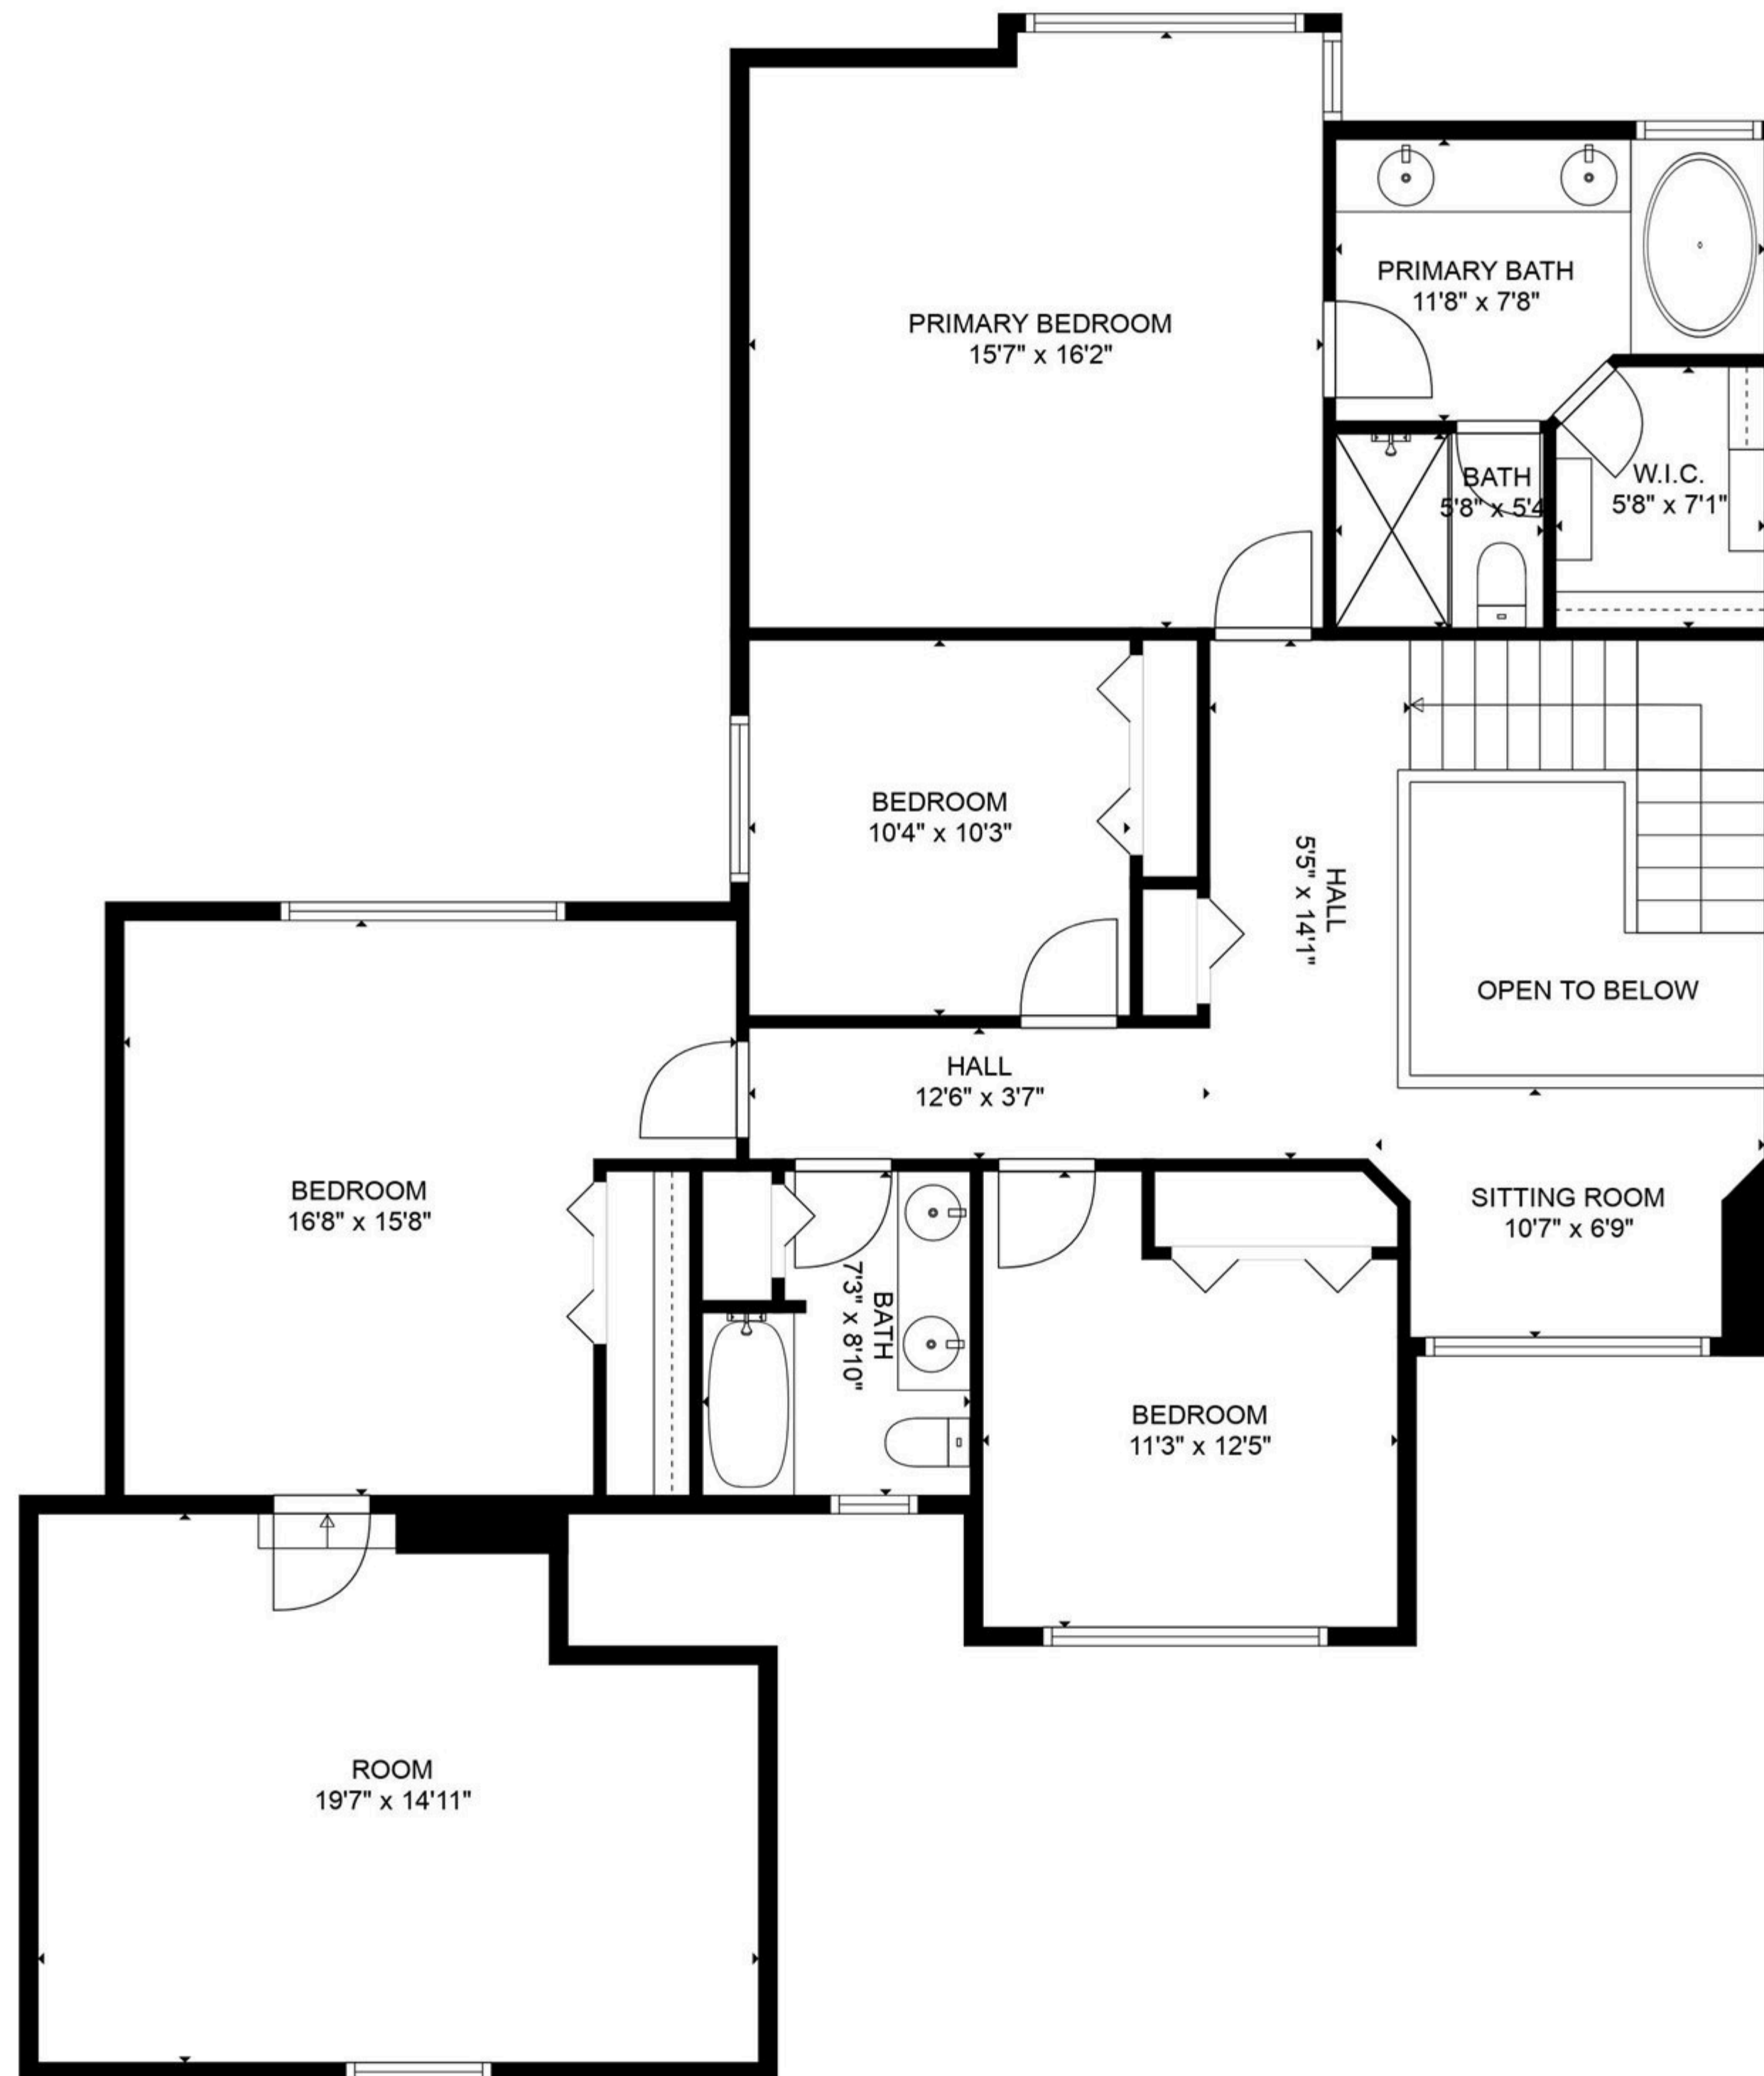 PRIMARY BATH
11'8" x 7'8"
PRIMARY BEDROOM
15'7" x 16'2"
BATH
5'8" x 5'4
W.I.C.
5'8" x 7'1"
BEDROOM
10'4" x 10'3"
HALL
5'5" x 14'1"
OPEN TO BELOW
HALL
12'6" x 3'7"
BEDROOM
16'8" x 15'8"
SITTING ROOM
10'7" x 6'9"
BATH
7'3" x 8'10"
BEDROOM
11'3" x 12'5"
ROOM
19'7" x 14'11"